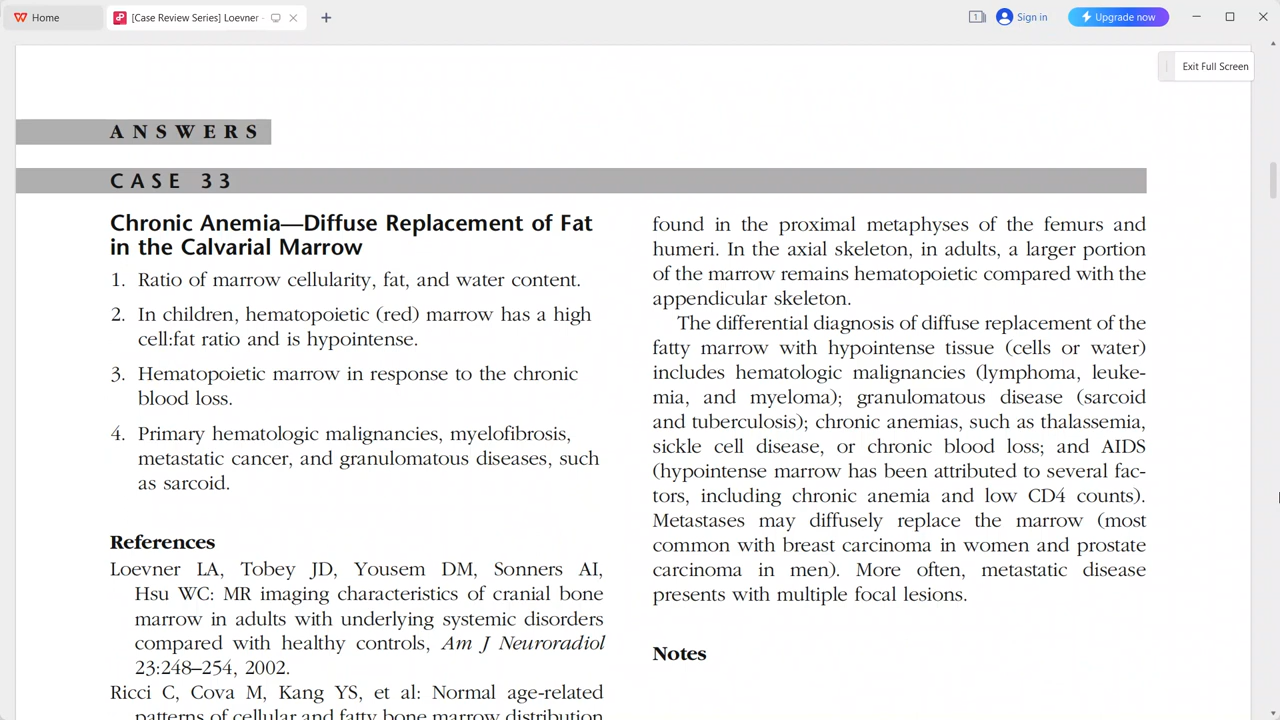 Home
[Case Review Series] Loevner -
1
Sign in
Upgrade now
Exit Full Screen
ANSWERS
CASE 33
Chronic Anemia—Diffuse Replacement of Fat
in the Calvarial Marrow
1. Ratio of marrow cellularity, fat, and water content.
2. In children, hematopoietic (red) marrow has a high
cell:fat ratio and is hypointense.
3. Hematopoietic marrow in response to the chronic
blood loss.
4. Primary hematologic malignancies, myelofibrosis,
metastatic cancer, and granulomatous diseases, such
as sarcoid.
References
Loevner LA, Tobey JD, Yousem DM, Sonners AI,
Hsu WC: MR imaging characteristics of cranial bone
marrow in adults with underlying systemic disorders
compared with healthy controls, Am J Neuroradiol
23:248–254, 2002.
Ricci C, Cova M, Kang YS, et al: Normal age-related
patterns of cellular and fatty bone marrow distribution
found in the proximal metaphyses of the femurs and
humeri. In the axial skeleton, in adults, a larger portion
of the marrow remains hematopoietic compared with the
appendicular skeleton.
The differential diagnosis of diffuse replacement of the
fatty marrow with hypointense tissue (cells or water)
includes hematologic malignancies (lymphoma, leuke-
mia, and myeloma); granulomatous disease (sarcoid
and tuberculosis); chronic anemias, such as thalassemia,
sickle cell disease, or chronic blood loss; and AIDS
(hypointense marrow has been attributed to several fac-
tors, including chronic anemia and low CD4 counts).
Metastases may diffusely replace the marrow (most
common with breast carcinoma in women and prostate
carcinoma in men). More often, metastatic disease
presents with multiple focal lesions.
Notes